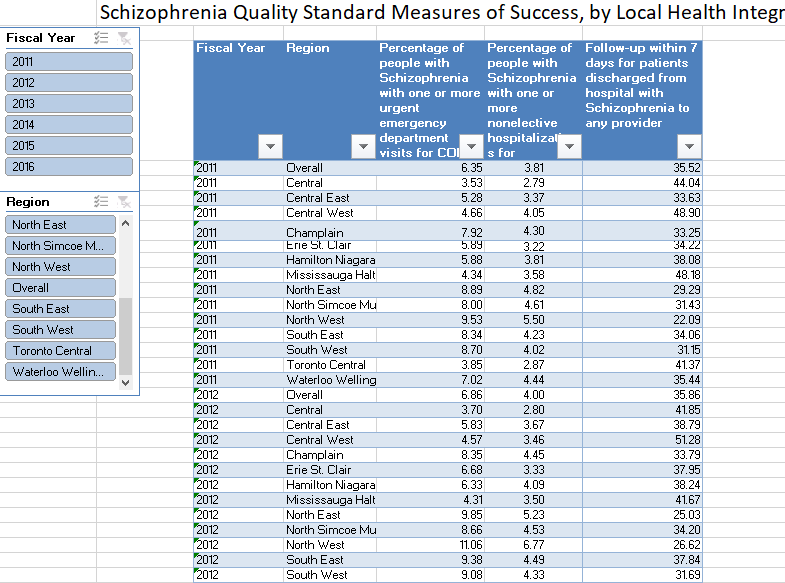 Schizophrenia Quality Standard Measures of Success, by Local Health Integr
Fiscal Year
2011
2012
2013
2014
2015
2016
Region
North East
North Simcoe M...
North West
Overall
South East
South West
Toronto Central
Waterloo Wellin...
Fiscal Year Region Percentage of people with Schizophrenia with one or more urgent emergency department visits for CO Percentage of people with Schizophrenia with one or more nonelective hospitalizat s for Follow-up within 7 days for patients discharged from hospital with Schizophrenia to any provider
2011 Overall 6.35 3.81 35.52
2011 Central 3.53 2.79 44.04
2011 Central East 5.28 3.37 33.63
2011 Central West 4.66 4.05 48.90
2011 Champlain 7.92 4.30 33.25
2011 Erie St. Clair 5.89 3.22 34.22
2011 Hamilton Niagara 5.88 3.81 38.08
2011 Mississauga Halt 4.34 3.58 48.18
2011 North East 8.89 4.82 29.29
2011 North Simcoe Mu 8.00 4.61 31.43
2011 North West 9.53 5.50 22.09
2011 South East 8.34 4.23 34.06
2011 South West 8.70 4.02 31.15
2011 Toronto Central 3.85 2.87 41.37
2011 Waterloo Welling 7.02 4.44 35.44
2012 Overall 6.86 4.00 35.86
2012 Central 3.70 2.80 41.85
2012 Central East 5.83 3.67 38.79
2012 Central West 4.57 3.46 51.28
2012 Champlain 8.35 4.45 33.79
2012 Erie St. Clair 6.68 3.33 37.95
2012 Hamilton Niagara 6.33 4.09 38.24
2012 Mississauga Halt 4.31 3.50 41.67
2012 North East 9.85 5.23 25.03
2012 North Simcoe Mu 8.66 4.53 34.20
2012 North West 11.06 6.77 26.62
2012 South East 9.38 4.49 37.84
2012 South West 9.08 4.33 31.69